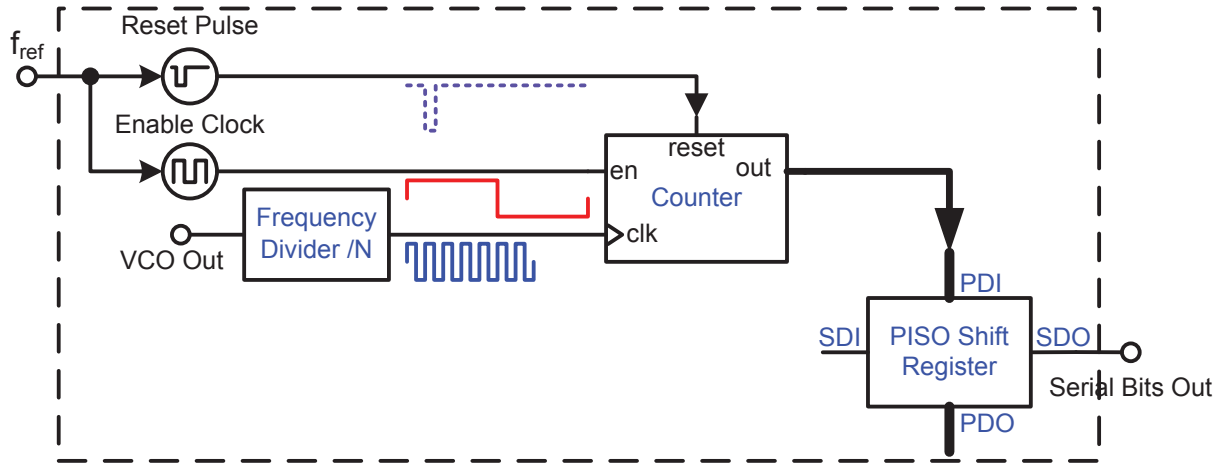 Reset Pulse
f_ref
Enable Clock
reset
en
out
Counter
Frequency
Divider /N
clk
VCO Out
PDI
SDI
PISO Shift
Register
SDO
Serial Bits Out
PDO